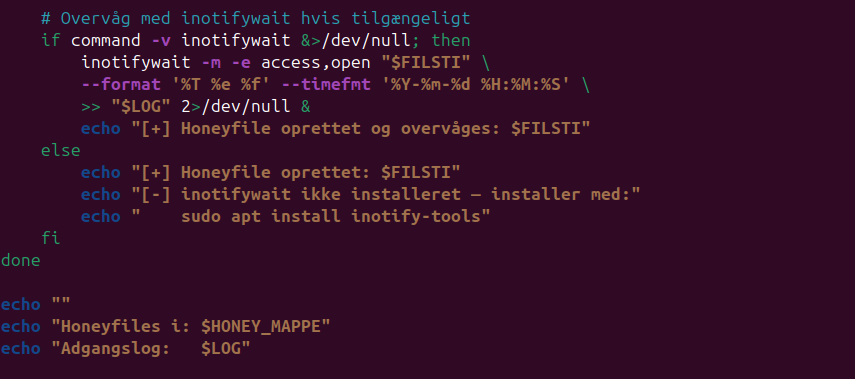 # Overvåg med inotifywait hvis tilgængeligt
    if command -v inotifywait &>/dev/null; then
        inotifywait -m -e access,open "$FILSTI" \
        --format '%T %e %f' --timefmt '%Y-%m-%d %H:%M:%S' \
        >> "$LOG" 2>/dev/null &
        echo "[+] Honeyfile oprettet og overvåges: $FILSTI"
    else
        echo "[+] Honeyfile oprettet: $FILSTI"
        echo "[-] inotifywait ikke installeret — installer med:"
        echo "    sudo apt install inotify-tools"
    fi
done

echo ""
echo "Honeyfiles i: $HONEY_MAPPE"
echo "Adgangslog:   $LOG"